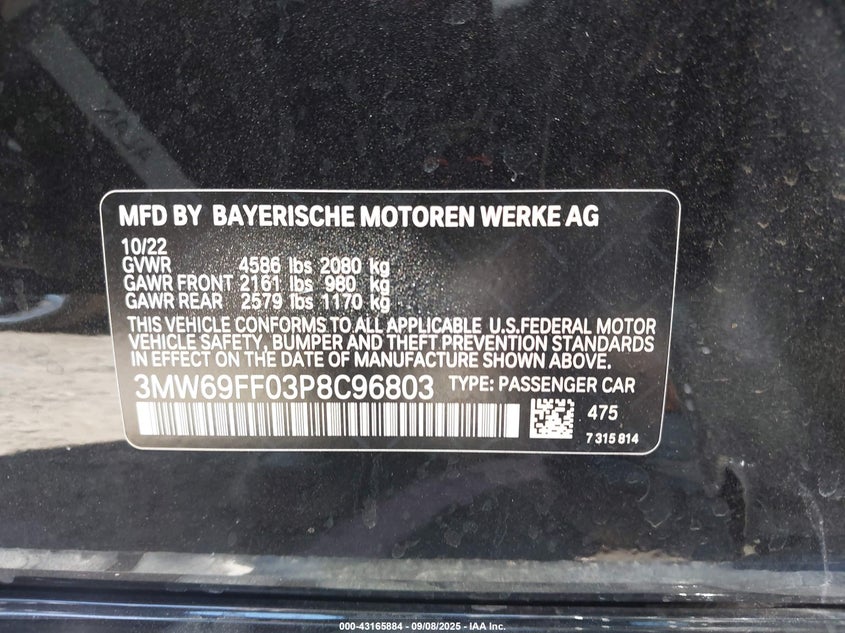 MFD BY BAYERISCHE MOTOREN WERKE AG
10/22
GVWR 4586 lbs 2080 kg
GAWR FRONT 2161 lbs 980 kg
GAWR REAR 2579 lbs 1170 kg
THIS VEHICLE CONFORMS TO ALL APPLICABLE U.S.FEDERAL MOTOR
VEHICLE SAFETY, BUMPER AND THEFT PREVENTION STANDARDS
IN EFFECT ON THE DATE OF MANUFACTURE SHOWN ABOVE.
3MW69FF03P8C96803 TYPE: PASSENGER CAR
475
7 315 814
000-43165884 - 09/08/2025 - IAA Inc.